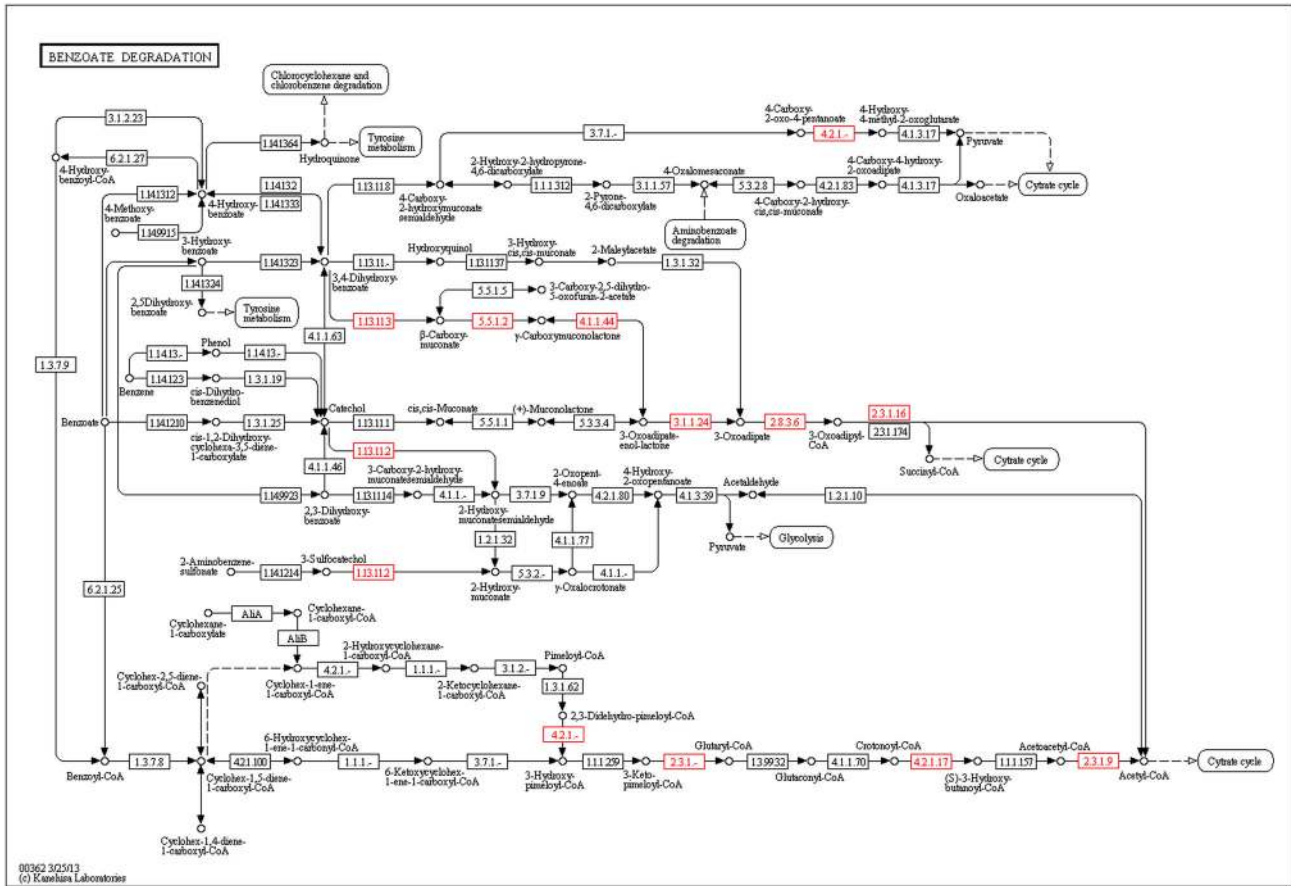 BENZOATE DEGRADATION
Chlorocyclohexane and
chlorobenzene degradation
3.1.2.23
1.14.13.64
Hydroquinone
Tyrosine
metabolism
6.2.1.27
4-Hydroxy-
benzoyl-CoA
1.14.13.12
4-Methoxy-
benzoate
1.14.99.15
4-Hydroxy-
benzoate
1.14.13.2
1.14.13.33
1.13.11.8
4-Carboxy-
2-hydroxymuconate
semialdehyde
3.7.1.-
4-Carboxy-
2-oxo-4-pentanoate
4.2.1.-
4-Hydroxy-
4-methyl-2-oxoglutarate
4.1.3.17
Pyruvate
2-Hydroxy-2-hydropyrone-
4,6-dicarboxylate
1.1.1.312
2-Pyrone-
4,6-dicarboxylate
3.1.1.57
4-Oxalomesaconate
5.3.2.8
4-Carboxy-2-hydroxy-
cis,cis-muconate
4.2.1.83
4-Carboxy-4-hydroxy-
2-oxoadipate
4.1.3.17
Oxaloacetate
Cytrate cycle
Aminobenzoate
degradation
3-Hydroxy-
benzoate
1.14.13.23
3,4-Dihydroxy-
benzoate
1.13.11.-
Hydroxyquinol
1.13.11.37
3-Hydroxy-
cis,cis-muconate
2-Maleylacetate
1.3.1.32
1.14.13.24
2,5Dihydroxy-
benzoate
Tyrosine
metabolism
5.5.1.5
3-Carboxy-2,5-dihydro-
5-oxofuran-2-acetate
1.13.11.3
β-Carboxy-
muconate
5.5.1.2
γ-Carboxymuconolactone
4.1.1.44
4.1.1.63
1.3.7.9
Phenol
1.14.13.-
1.14.13.-
Benzene
1.14.12.3
cis-Dihydro-
benzenediol
1.3.1.19
Benzoate
1.14.12.10
cis-1,2-Dihydroxy-
cyclohexa-3,5-diene-
1-carboxylate
1.3.1.25
Catechol
1.13.11.1
cis,cis-Muconate
5.5.1.1
(+)-Muconolactone
5.3.3.4
3-Oxoadipate-
enol-lactone
3.1.1.24
3-Oxoadipate
2.8.3.6
3-Oxoadipyl-
CoA
2.3.1.16
2.3.1.174
Succinyl-CoA
Cytrate cycle
1.13.11.2
4.1.1.46
1.14.99.23
2,3-Dihydroxy-
benzoate
1.13.11.14
3-Carboxy-2-hydroxy-
muconatesemialdehyde
4.1.1.-
2-Hydroxy-
muconatesemialdehyde
3.7.1.9
2-Oxopent-
4-enoate
4.2.1.80
4-Hydroxy-
2-oxopentanoate
4.1.3.39
Acetaldehyde
1.2.1.10
Pyruvate
Glycolysis
1.2.1.32
4.1.1.77
2-Aminobenzene-
sulfonate
1.14.12.14
3-Sulfocatechol
1.13.11.2
2-Hydroxy-
muconate
5.3.2.-
γ-Oxalocrotonate
4.1.1.-
6.2.1.25
Cyclohexane-
1-carboxylate
AliA
Cyclohexane-
1-carboxyl-CoA
AliB
Cyclohex-1-ene-
1-carboxyl-CoA
4.2.1.-
2-Hydroxycyclohexane-
1-carboxyl-CoA
1.1.1.-
2-Ketocyclohexane-
1-carboxyl-CoA
3.1.2.-
Pimeloyl-CoA
1.3.1.62
2,3-Didehydro-pimeloyl-CoA
4.2.1.-
Cyclohex-2,5-diene-
1-carboxyl-CoA
Benzoyl-CoA
1.3.7.8
Cyclohex-1,5-diene-
1-carboxyl-CoA
4.2.1.100
6-Hydroxycyclohex-
1-ene-1-carbonyl-CoA
1.1.1.-
6-Ketoxycyclohex-
1-ene-1-carboxyl-CoA
3.7.1.-
3-Hydroxy-
pimeloyl-CoA
1.1.1.259
3-Keto-
pimeloyl-CoA
2.3.1.-
Glutaryl-CoA
1.3.99.32
Glutaconyl-CoA
4.1.1.70
Crotonoyl-CoA
4.2.1.17
(S)-3-Hydroxy-
butanoyl-CoA
1.1.1.157
Acetoacetyl-CoA
2.3.1.9
Acetyl-CoA
Cytrate cycle
Cyclohex-1,4-diene-
1-carboxyl-CoA
00362 3/25/13
(c) Kanehisa Laboratories